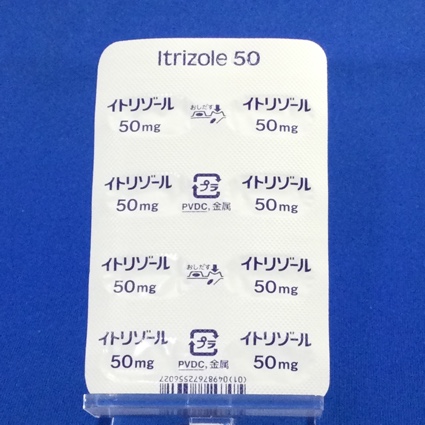 Itrizole 50
イトリゾール おしだす イトリゾール
50mg 50mg
イトリゾール プラ イトリゾール
50mg PVDC, 金属 50mg
イトリゾール おしだす イトリゾール
50mg 50mg
イトリゾール プラ イトリゾール
50mg PVDC, 金属 50mg
(01)04987672556027